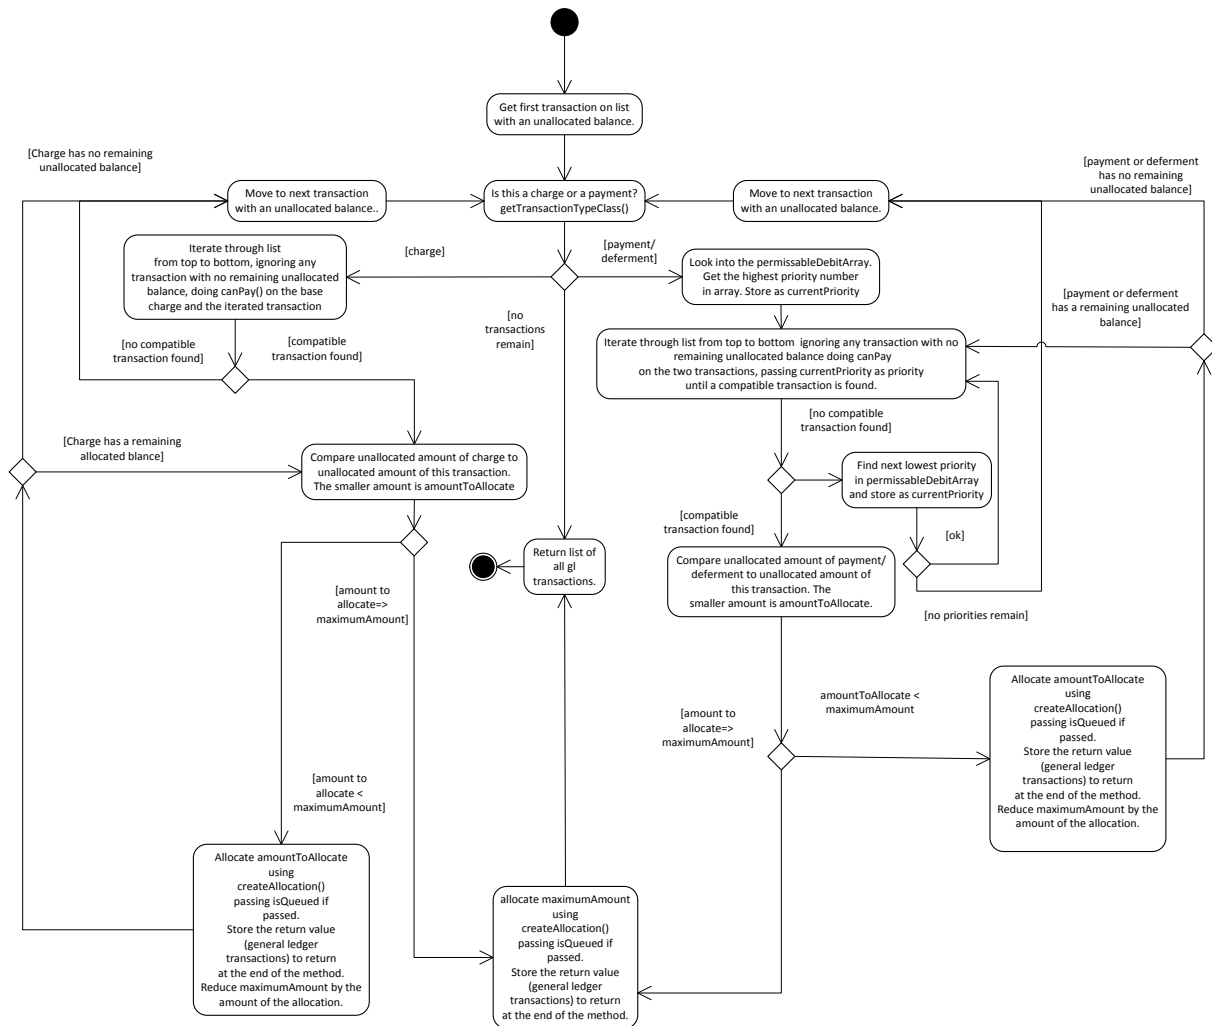 Get first transaction on list
with an unallocated balance.
[Charge has no remaining
unallocated balance]
[payment or deferment
has no remaining
unallocated balance]
Move to next transaction
with an unallocated balance..
Is this a charge or a payment?
getTransactionTypeClass()
Move to next transaction
with an unallocated balance.
Iterate through list
from top to bottom, ignoring any
transaction with no remaining unallocated
balance, doing canPay() on the base
charge and the iterated transaction
[charge]
[payment/
deferment]
Look into the permissableDebitArray.
Get the highest priority number
in array. Store as currentPriority
[payment or deferment
has a remaining unallocated
balance]
[no
transactions
remain]
[no compatible
transaction found]
[compatible
transaction found]
Iterate through list from top to bottom  ignoring any transaction with no
remaining unallocated balance doing canPay
on the two transactions, passing currentPriority as priority
until a compatible transaction is found.
[no compatible
transaction found]
[Charge has a remaining
allocated blance]
Compare unallocated amount of charge to
unallocated amount of this transaction.
The smaller amount is amountToAllocate
Find next lowest priority
in permissableDebitArray
and store as currentPriority
[compatible
transaction found]
[ok]
Return list of
all gl
transactions.
Compare unallocated amount of payment/
deferment to unallocated amount of
this transaction. The
smaller amount is amountToAllocate.
[amount to
allocate=>
maximumAmount]
[no priorities remain]
[amount to
allocate=>
maximumAmount]
amountToAllocate <
maximumAmount
Allocate amountToAllocate
using
createAllocation()
passing isQueued if
passed.
Store the return value
(general ledger
transactions) to return
at the end of the method.
Reduce maximumAmount by the
amount of the allocation.
[amount to
allocate <
maximumAmount]
Allocate amountToAllocate
using
createAllocation()
passing isQueued if
passed.
Store the return value
(general ledger
transactions) to return
at the end of the method.
Reduce maximumAmount by the
amount of the allocation.
allocate maximumAmount
using
createAllocation()
passing isQueued if
passed.
Store the return value
(general ledger
transactions) to return
at the end of the method.